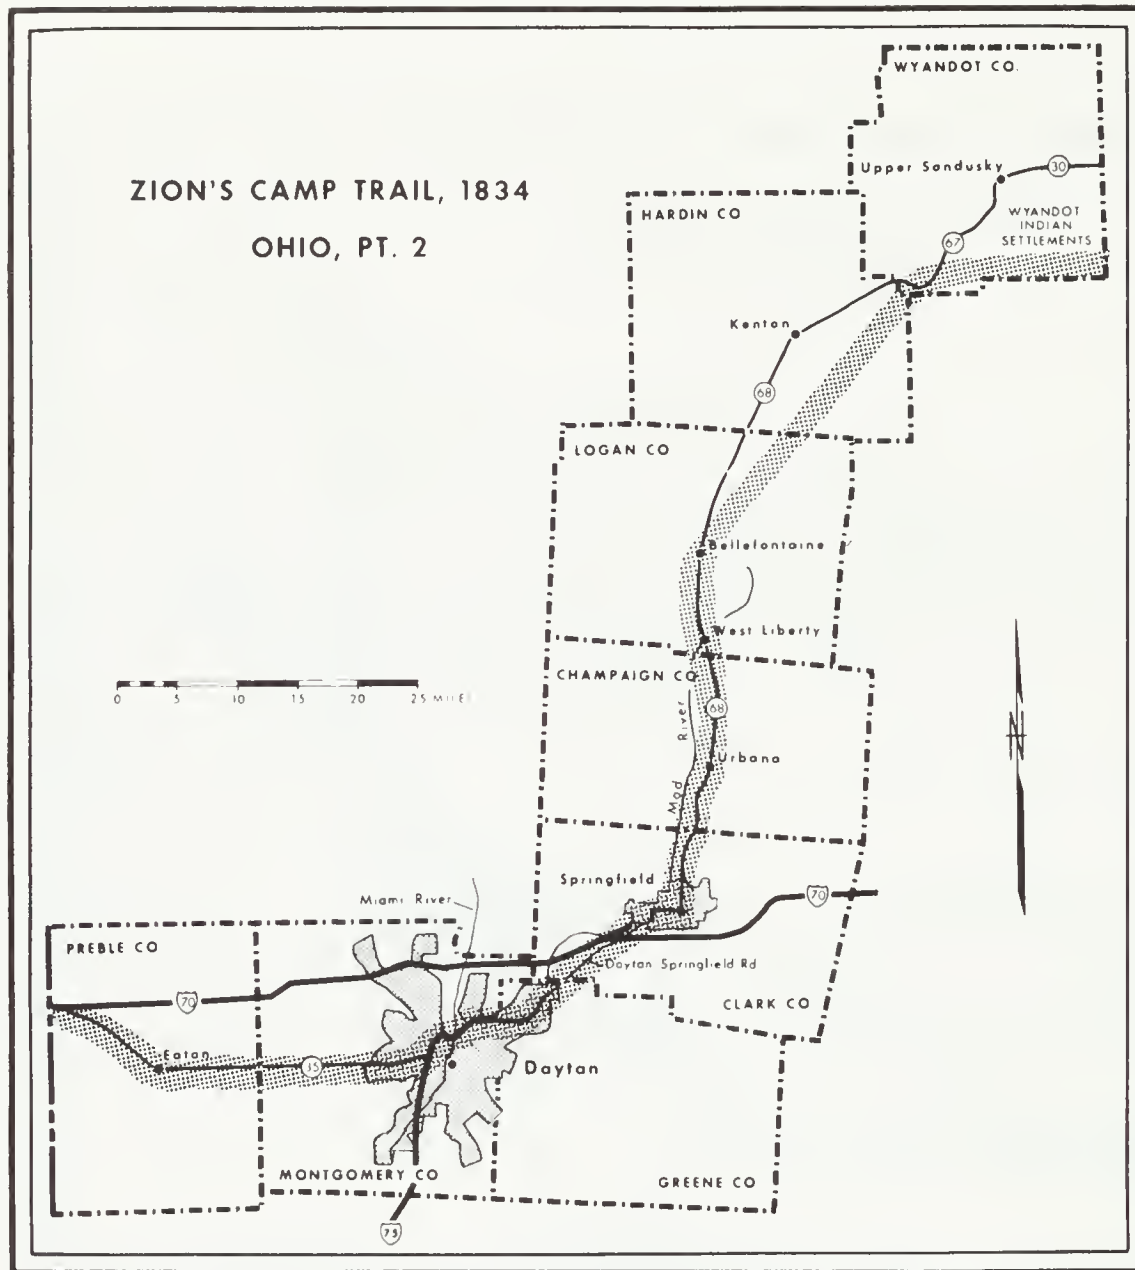 WYANDOT CO.
Upper Sandusky
30
ZION'S CAMP TRAIL, 1834
OHIO, PT. 2
HARDIN CO
WYANDOT
INDIAN
SETTLEMENTS
67
Kenton
68
LOGAN CO
Bellefontaine
West Liberty
CHAMPAIGN CO
0 5 10 15 20 25 MILES
68
River
Mad
Urbana
N
Springfield
70
Miami River
PREBLE CO
Dayton Springfield Rd
70
CLARK CO
Eaton
35
Dayton
MONTGOMERY CO
GREENE CO
75